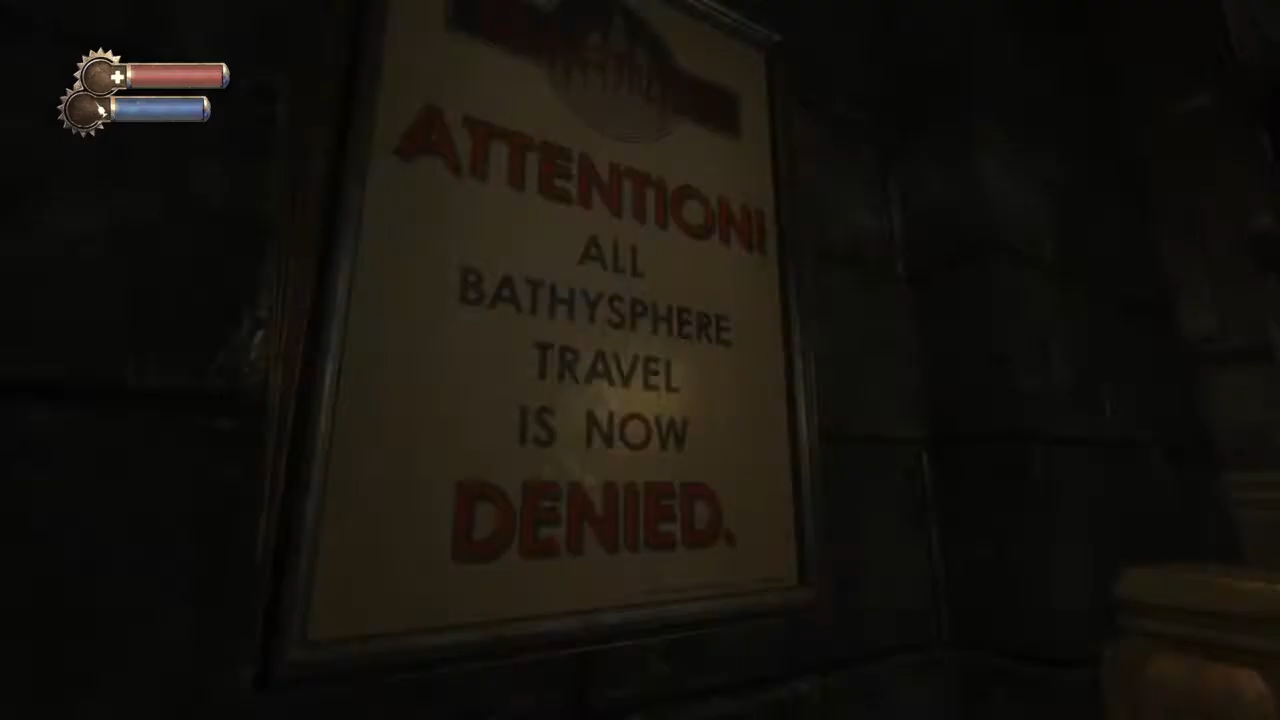 ATTENTION!
ALL
BATHYSPHERE
TRAVEL
IS NOW
DENIED.